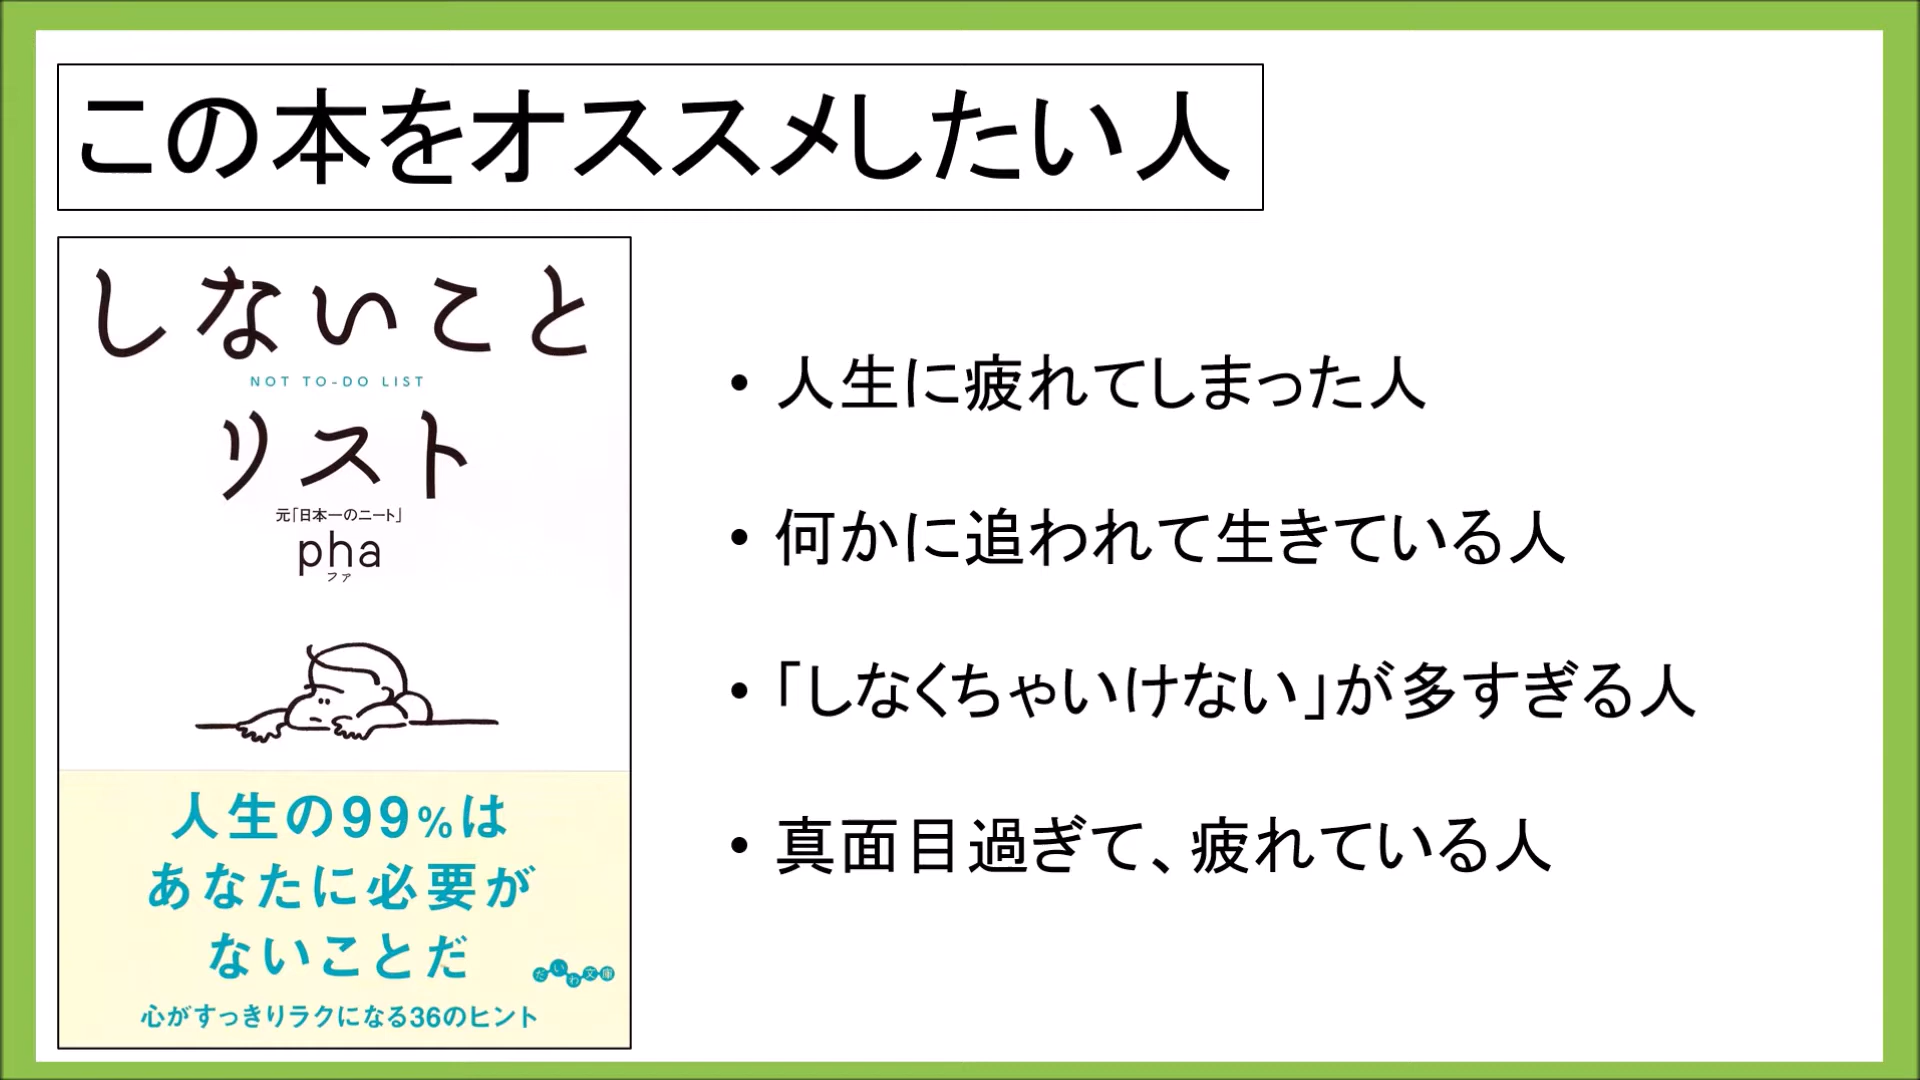 この本をオススメしたい人
しないこと
NOT TO-DO LIST
リスト
元「日本一のニート」
pha
ファ
人生の99%は
あなたに必要が
ないことだ
だいわ文庫
心がすっきりラクになる36のヒント
• 人生に疲れてしまった人
• 何かに追われて生きている人
• 「しなくちゃいけない」が多すぎる人
• 真面目過ぎて、疲れている人